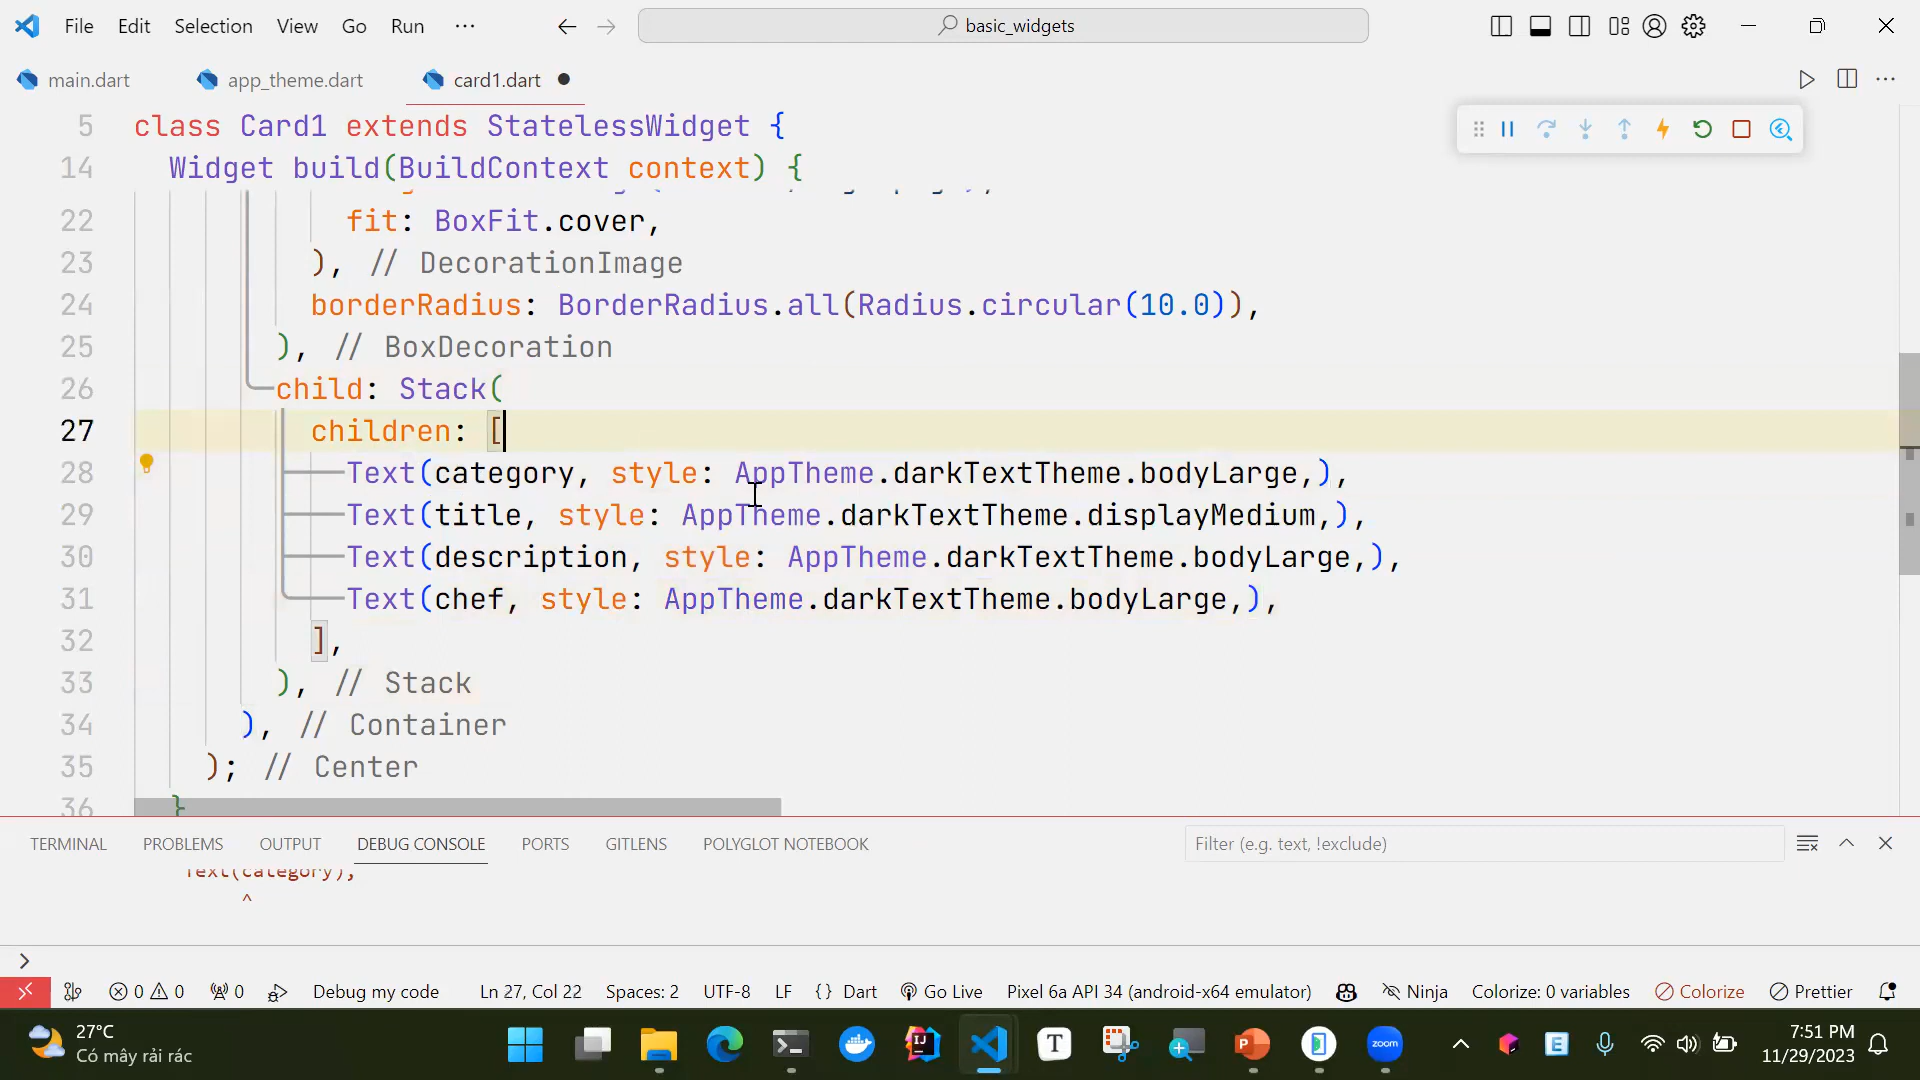 File Edit Selection View Go Run ··· basic_widgets
main.dart app_theme.dart card1.dart
5 class Card1 extends StatelessWidget {
14 Widget build(BuildContext context) {
22 fit: BoxFit.cover,
23 ), // DecorationImage
24 borderRadius: BorderRadius.all(Radius.circular(10.0)),
25 ), // BoxDecoration
26 child: Stack(
27 children: [
28 Text(category, style: AppTheme.darkTextTheme.bodyLarge,),
29 Text(title, style: AppTheme.darkTextTheme.displayMedium,),
30 Text(description, style: AppTheme.darkTextTheme.bodyLarge,),
31 Text(chef, style: AppTheme.darkTextTheme.bodyLarge,),
32 ],
33 ), // Stack
34 ), // Container
35 ); // Center
36 }
TERMINAL PROBLEMS OUTPUT DEBUG CONSOLE PORTS GITLENS POLYGLOT NOTEBOOK Filter (e.g. text, !exclude)
Text(category),
^
>
0 0 0 Debug my code Ln 27, Col 22 Spaces: 2 UTF-8 LF {} Dart Go Live Pixel 6a API 34 (android-x64 emulator) Ninja Colorize: 0 variables Colorize Prettier
27°C
Có mây rải rác
zoom
7:51 PM
11/29/2023